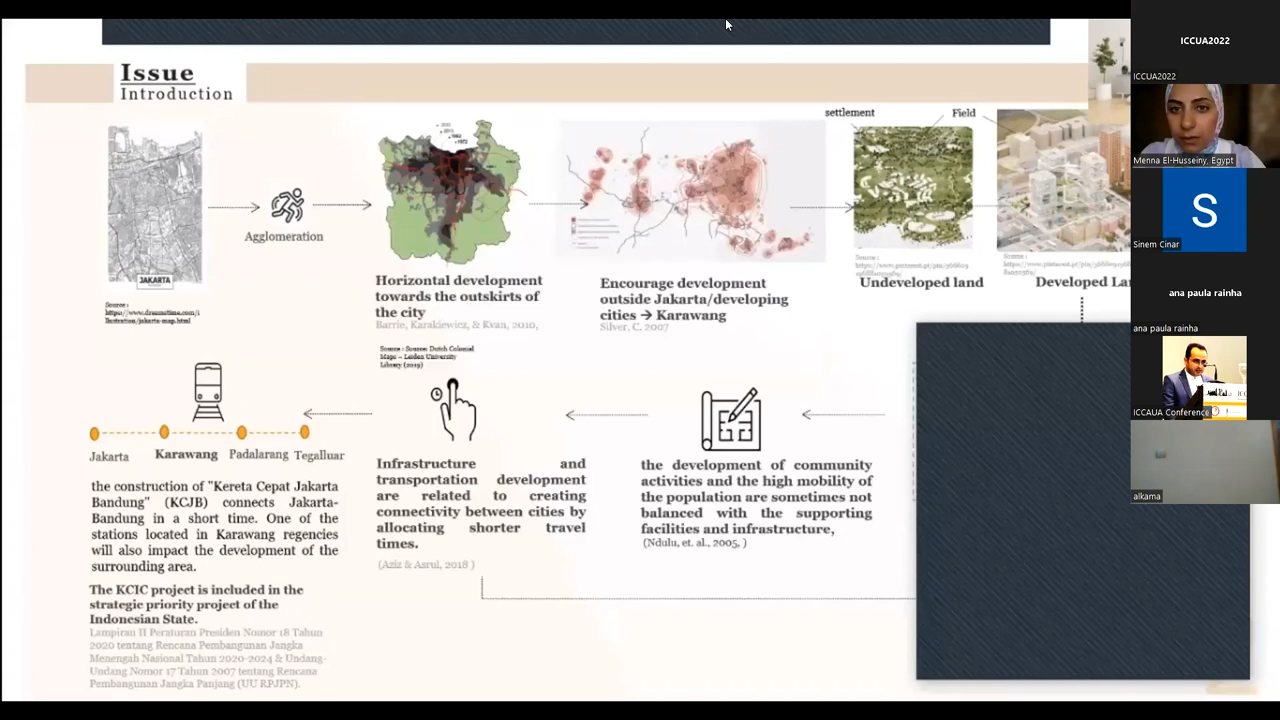 Issue
Introduction
JAKARTA
Source :
Agglomeration
Horizontal development
towards the outskirts of
the city
Barrie, Karakiewicz, & Kvan, 2010,
Source : Source: Dutch Colonial
Maps – Leiden University
Library (2019)
Encourage development
outside Jakarta/developing
cities → Karawang
Silver, C. 2007
settlement
Field
Source :
Undeveloped land
Source :
Developed Lan
Jakarta
Karawang
Padalarang
Tegalluar
the construction of "Kereta Cepat Jakarta
Bandung" (KCJB) connects Jakarta-
Bandung in a short time. One of the
stations located in Karawang regencies
will also impact the development of the
surrounding area.
The KCIC project is included in the
strategic priority project of the
Indonesian State.
Lampiran II Peraturan Presiden Nomor 18 Tahun
2020 tentang Rencana Pembangunan Jangka
Menengah Nasional Tahun 2020-2024 & Undang-
Undang Nomor 17 Tahun 2007 tentang Rencana
Pembangunan Jangka Panjang (UU RPJPN).
Infrastructure and
transportation development
are related to creating
connectivity between cities by
allocating shorter travel
times.
(Aziz & Asrul, 2018 )
the development of community
activities and the high mobility of
the population are sometimes not
balanced with the supporting
facilities and infrastructure,
(Ndulu, et. al., 2005, )
ICCUA2022
ICCUA2022
Menna El-Husseiny, Egypt
S
Sinem Cinar
ana paula rainha
ana paula rainha
ICCAUA Conference
alkama